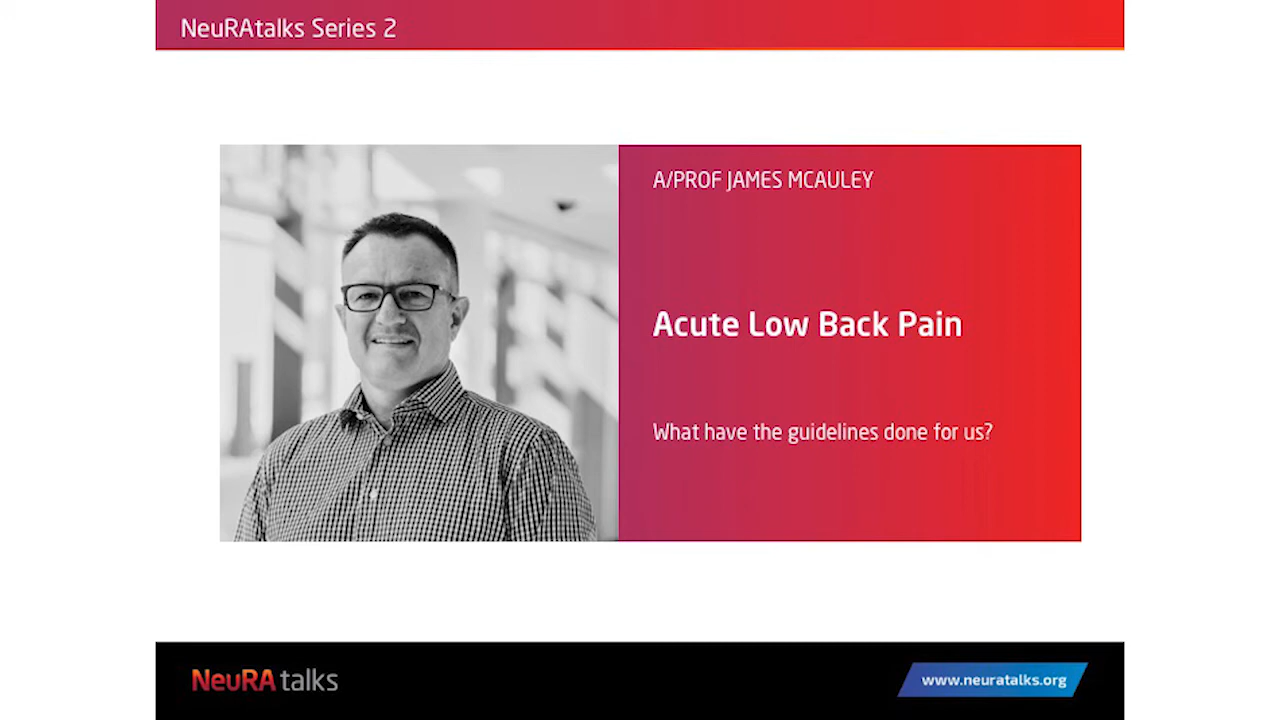 NeuRAtalks Series 2
A/PROF JAMES MCAULEY
Acute Low Back Pain
What have the guidelines done for us?
NeuRA talks
www.neuratalks.org